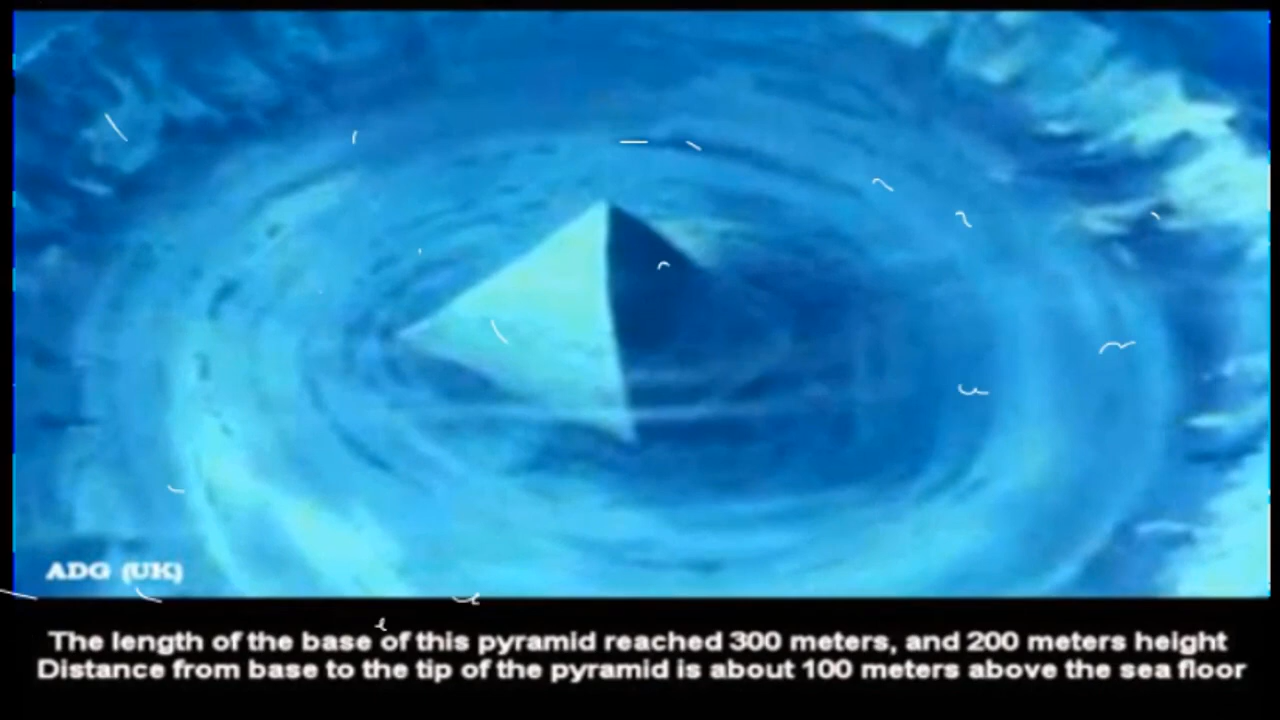 ADG (UK)
The length of the base of this pyramid reached 300 meters, and 200 meters height
Distance from base to the tip of the pyramid is about 100 meters above the sea floor